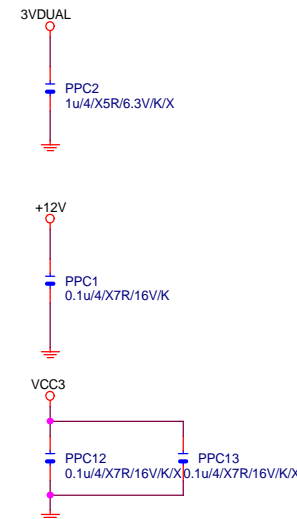 3VDUAL
PPC2
1u/4/X5R/6.3V/K/X
+12V
PPC1
0.1u/4/X7R/16V/K
VCC3
PPC12 PPC13
0.1u/4/X7R/16V/K/X 0.1u/4/X7R/16V/K/X